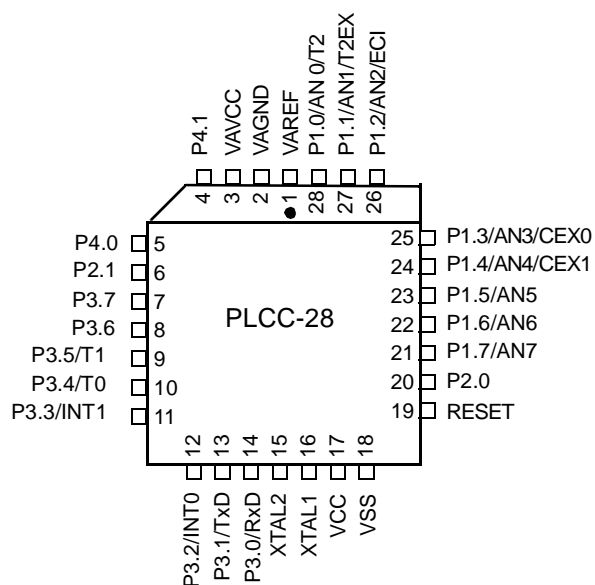 P4.1
VAVCC
VAGND
VAREF
P1.0/AN 0/T2
P1.1/AN1/T2EX
P1.2/AN2/ECI
4
3
2
1
28
27
26
P4.0 5
P2.1 6
P3.7 7
P3.6 8
P3.5/T1 9
P3.4/T0 10
P3.3/INT1 11
PLCC-28
25 P1.3/AN3/CEX0
24 P1.4/AN4/CEX1
23 P1.5/AN5
22 P1.6/AN6
21 P1.7/AN7
20 P2.0
19 RESET
12
13
14
15
16
17
18
P3.2/INT0
P3.1/TxD
P3.0/RxD
XTAL2
XTAL1
VCC
VSS